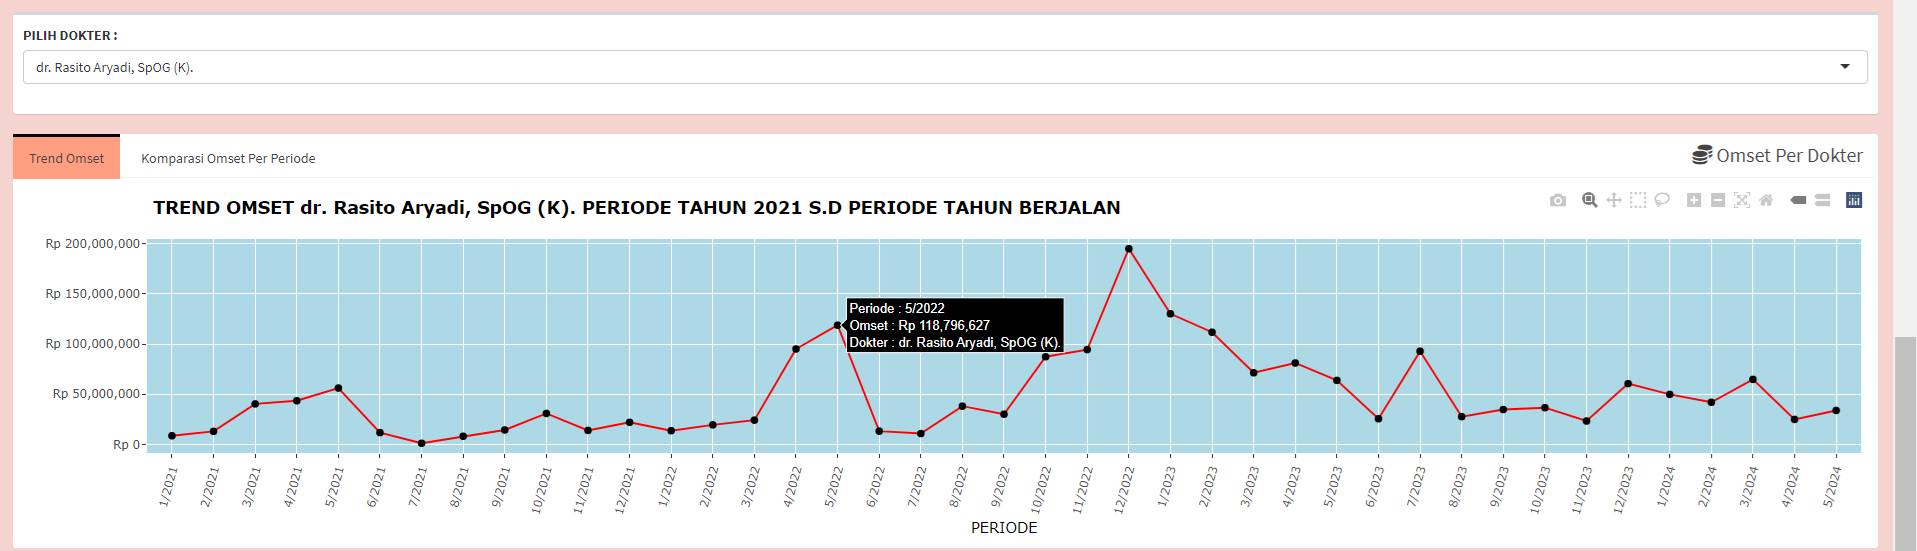 PILIH DOKTER :
dr. Rasito Aryadi, SpOG (K).
Trend Omset
Komparasi Omset Per Periode
Omset Per Dokter
TREND OMSET dr. Rasito Aryadi, SpOG (K). PERIODE TAHUN 2021 S.D PERIODE TAHUN BERJALAN
Rp 200,000,000
Rp 150,000,000
Rp 100,000,000
Rp 50,000,000
Rp 0
Periode : 5/2022
Omset : Rp 118,796,627
Dokter : dr. Rasito Aryadi, SpOG (K).
1/2021
2/2021
3/2021
4/2021
5/2021
6/2021
7/2021
8/2021
9/2021
10/2021
11/2021
12/2021
1/2022
2/2022
3/2022
4/2022
5/2022
6/2022
7/2022
8/2022
9/2022
10/2022
11/2022
12/2022
1/2023
2/2023
3/2023
4/2023
5/2023
6/2023
7/2023
8/2023
9/2023
10/2023
11/2023
12/2023
1/2024
2/2024
3/2024
4/2024
5/2024
PERIODE